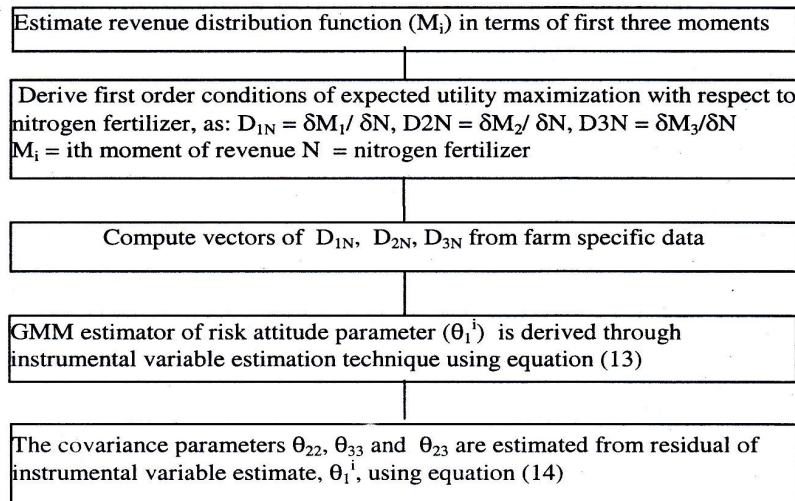 Estimate revenue distribution function (Mᵢ) in terms of first three moments
Derive first order conditions of expected utility maximization with respect to
nitrogen fertilizer, as: D₁N = δM₁/ δN, D2N = δM₂/ δN, D3N = δM₃/δN
Mᵢ = ith moment of revenue N = nitrogen fertilizer
Compute vectors of D₁N, D₂N, D₃N from farm specific data
GMM estimator of risk attitude parameter (θ₁ⁱ) is derived through
instrumental variable estimation technique using equation (13)
The covariance parameters θ₂₂, θ₃₃ and θ₂₃ are estimated from residual of
instrumental variable estimate, θ₁ⁱ, using equation (14)